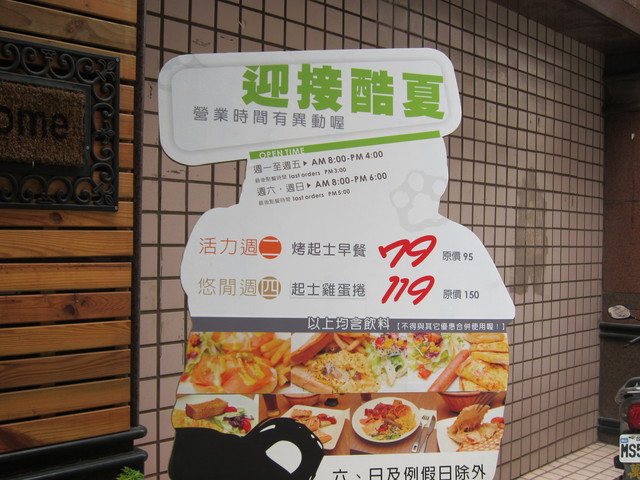 ome
迎接酷夏
營業時間有異動喔
OPEN TIME
週一至週五▶AM 8:00-PM 4:00
最後點餐時間 last orders PM 3:00
週六．週日▶AM 8:00-PM 6:00
最後點餐時間 last orders PM 5:00
活力週二 烤起士早餐 79 原價 95
悠閒週四 起士雞蛋捲 119 原價 150
以上均含飲料【不得與其它優惠合併使用喔！】
六、日及例假日除外
MS5